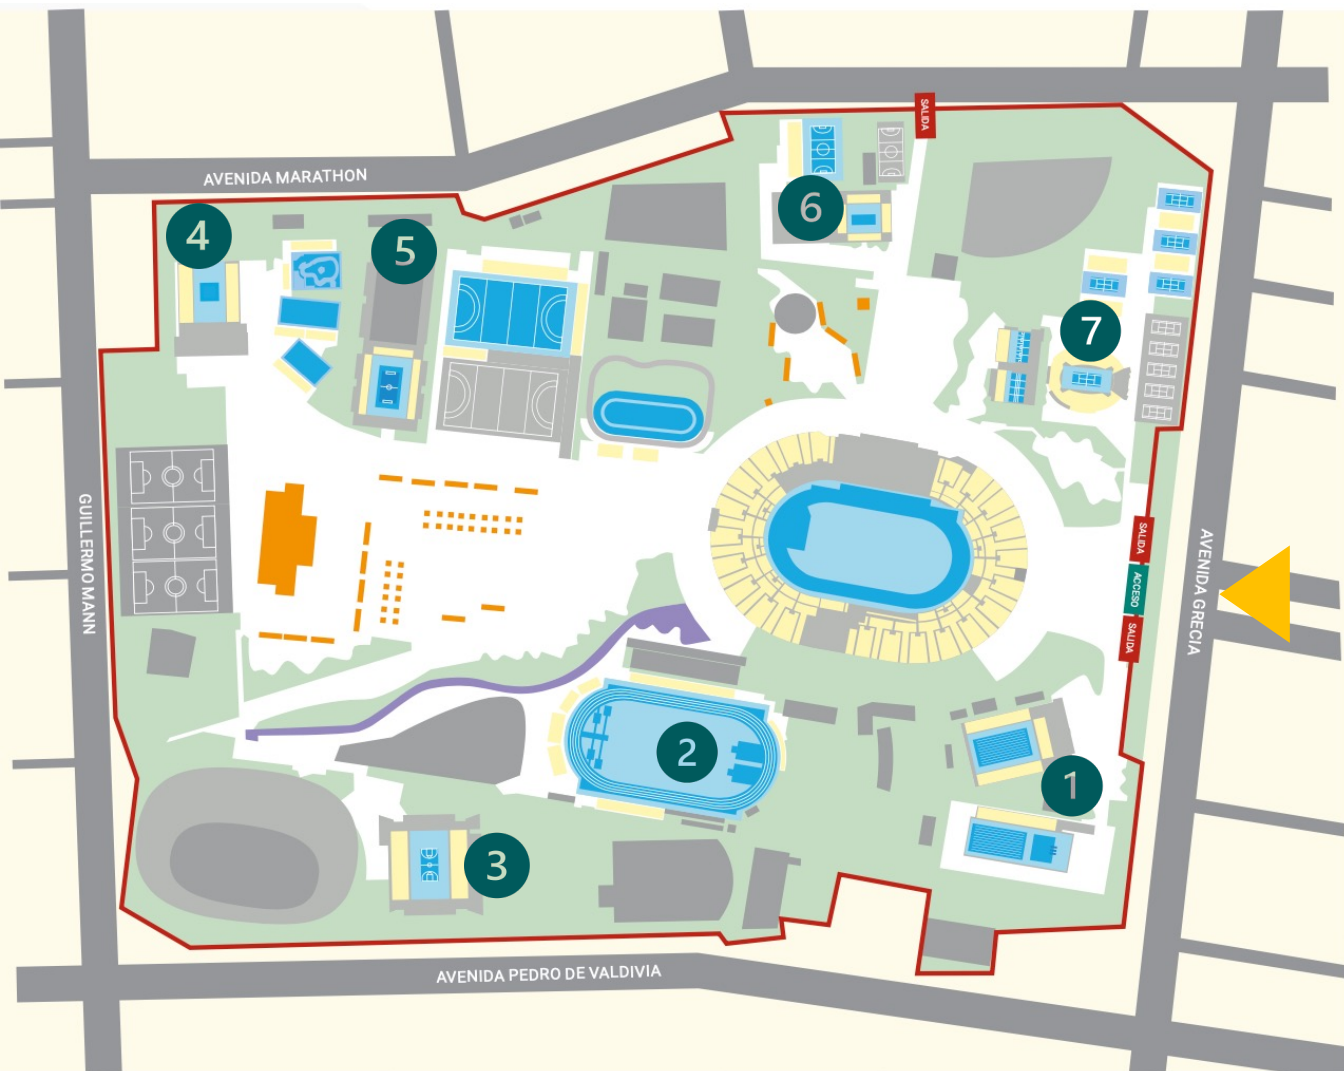 SALIDA
AVENIDA MARATHON
6
4
5
7
GUILLERMO MANN
SALIDA
ACCESO
SALIDA
AVENIDA GRECIA
2
1
3
AVENIDA PEDRO DE VALDIVIA